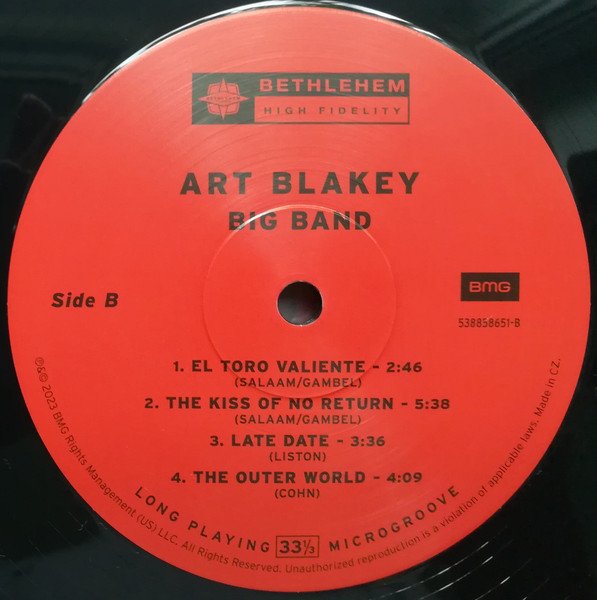 BETHLEHEM
HIGH FIDELITY
ART BLAKEY
BIG BAND
Side B
BMG
538858651-B
1. EL TORO VALIENTE - 2:46
(SALAAM/GAMBEL)
2. THE KISS OF NO RETURN - 5:38
(SALAAM/GAMBEL)
3. LATE DATE - 3:36
(LISTON)
4. THE OUTER WORLD - 4:09
(COHN)
LONG PLAYING 33⅓ MICROGROOVE
℗&© 2023 BMG Rights Management (US) LLC. All Rights Reserved. Unauthorized reproduction is a violation of applicable laws. Made in CZ.